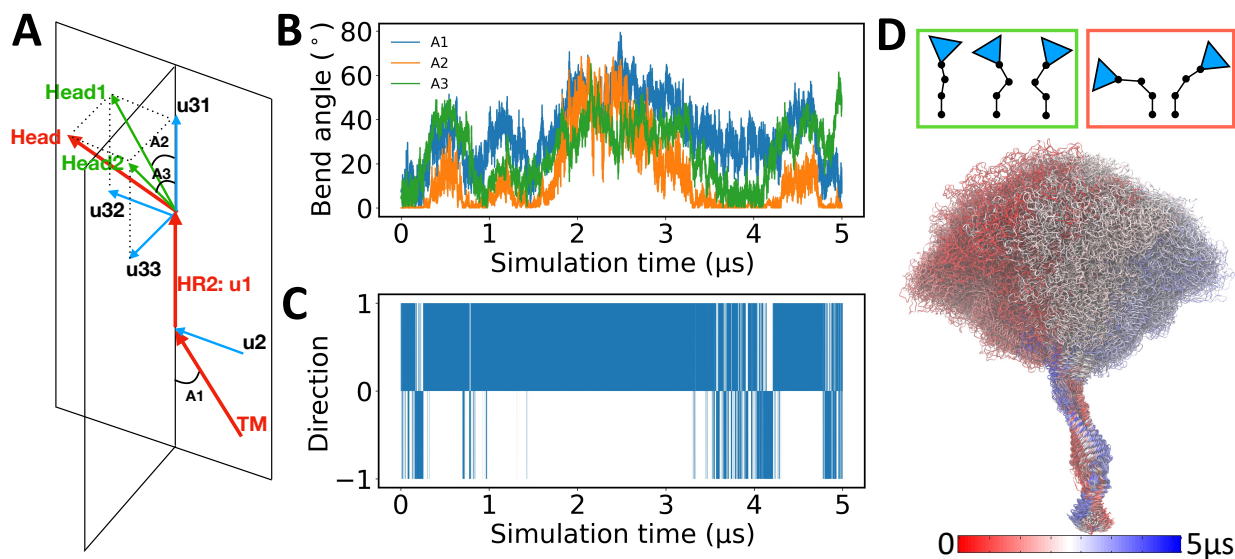 A
Head1
u31
Head
A2
Head2
A3
u32
u33
HR2: u1
u2
A1
TM
B
Bend angle (°)
80
60
40
20
0
A1
A2
A3
0 1 2 3 4 5
Simulation time (μs)
C
Direction
1
0
−1
0 1 2 3 4 5
Simulation time (μs)
D
0 5μs